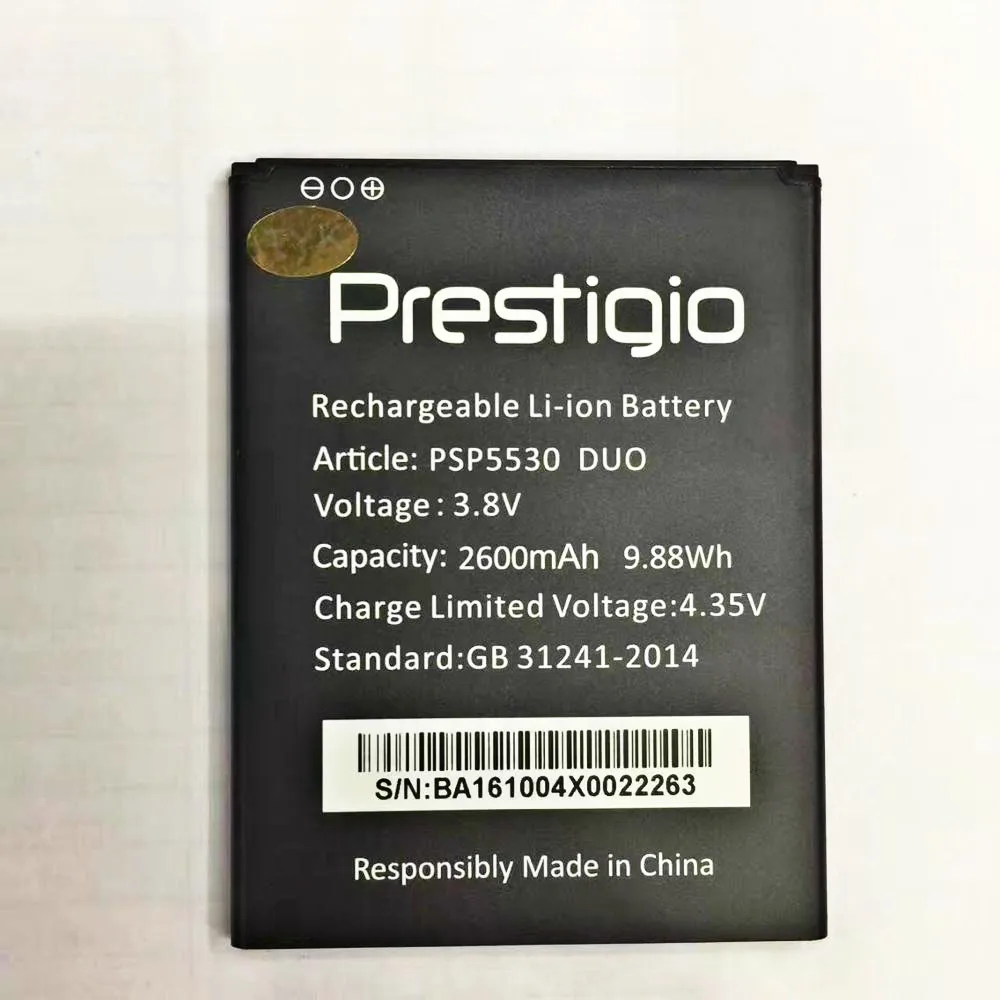 Prestigio
Rechargeable Li-ion Battery
Article: PSP5530 DUO
Voltage: 3.8V
Capacity: 2600mAh 9.88Wh
Charge Limited Voltage:4.35V
Standard:GB 31241-2014
S/N:BA161004X0022263
Responsibly Made in China